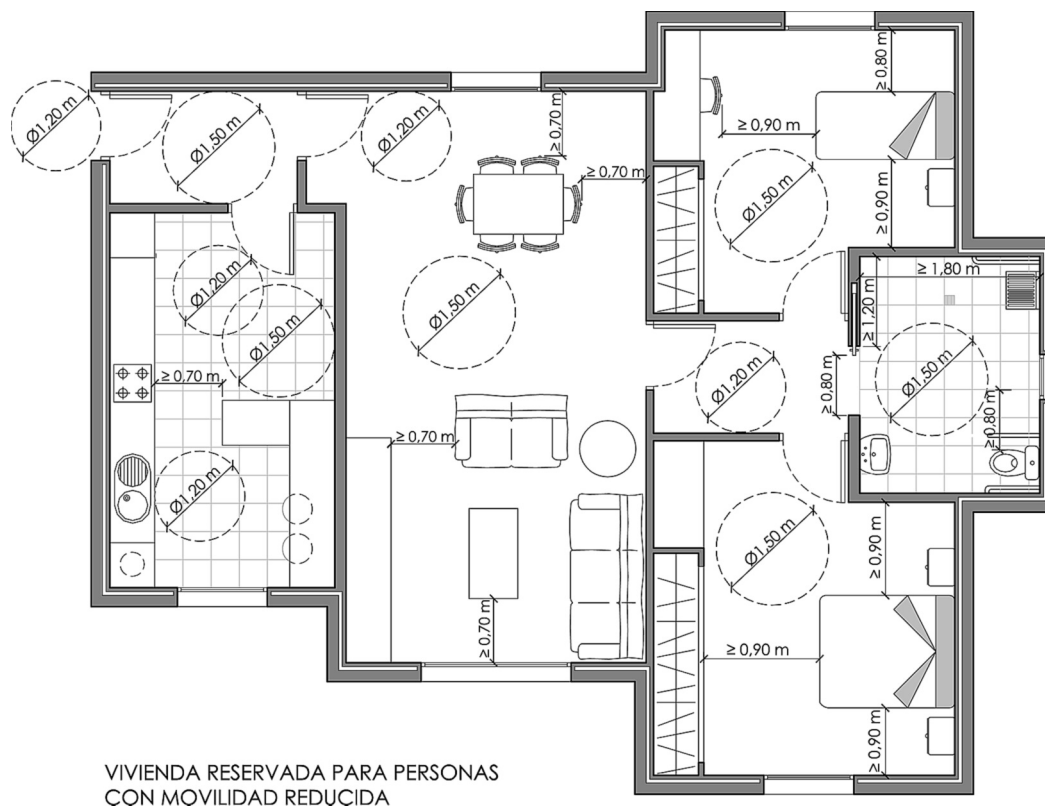 ≥ 0,80 m
Ø1,20 m
Ø1,50 m
Ø1,20 m
≥ 0,70 m
≥ 0,90 m
≥ 0,70 m
Ø1,50 m
≥ 0,90 m
Ø1,20 m
Ø1,50 m
Ø1,50 m
≥ 1,80 m
≥ 1,20 m
≥ 0,70 m
Ø1,20 m
≥ 0,80 m
Ø1,50 m
≥ 0,80 m
≥ 0,70 m
Ø1,20 m
Ø1,50 m
≥ 0,90 m
≥ 0,70 m
≥ 0,90 m
≥ 0,90 m
VIVIENDA RESERVADA PARA PERSONAS
CON MOVILIDAD REDUCIDA